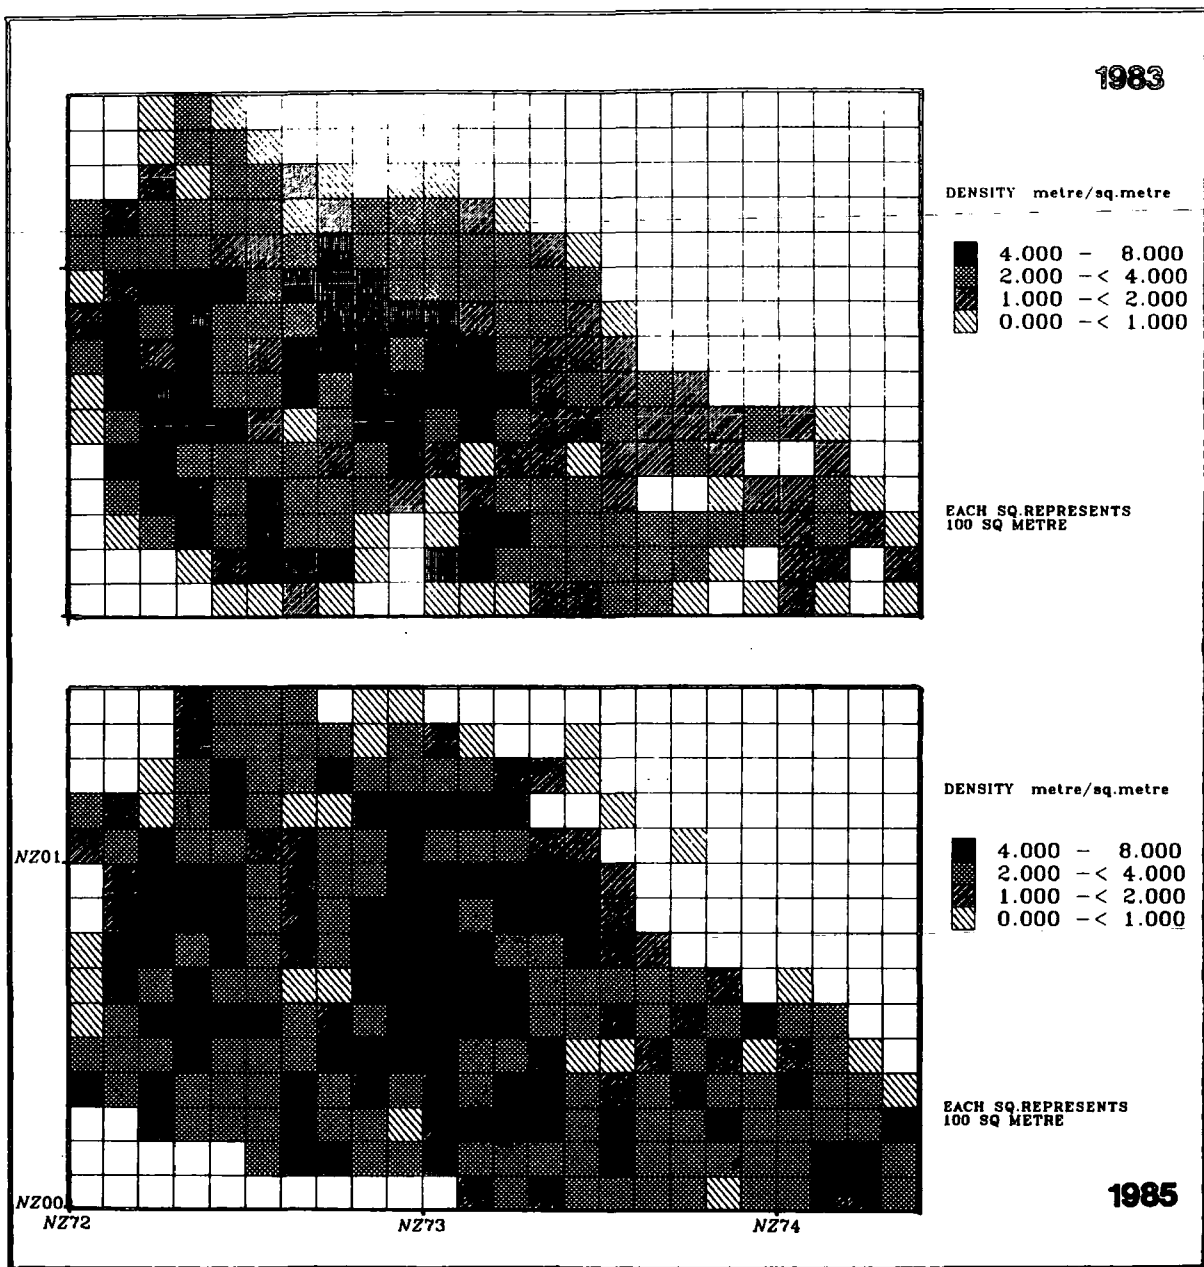 1983
DENSITY metre/sq.metre
4.000 - 8.000
2.000 -< 4.000
1.000 -< 2.000
0.000 -< 1.000
EACH SQ.REPRESENTS
100 SQ METRE
DENSITY metre/sq.metre
4.000 - 8.000
2.000 -< 4.000
1.000 -< 2.000
0.000 -< 1.000
EACH SQ.REPRESENTS
100 SQ METRE
1985
NZ01
NZ00
NZ72
NZ73
NZ74